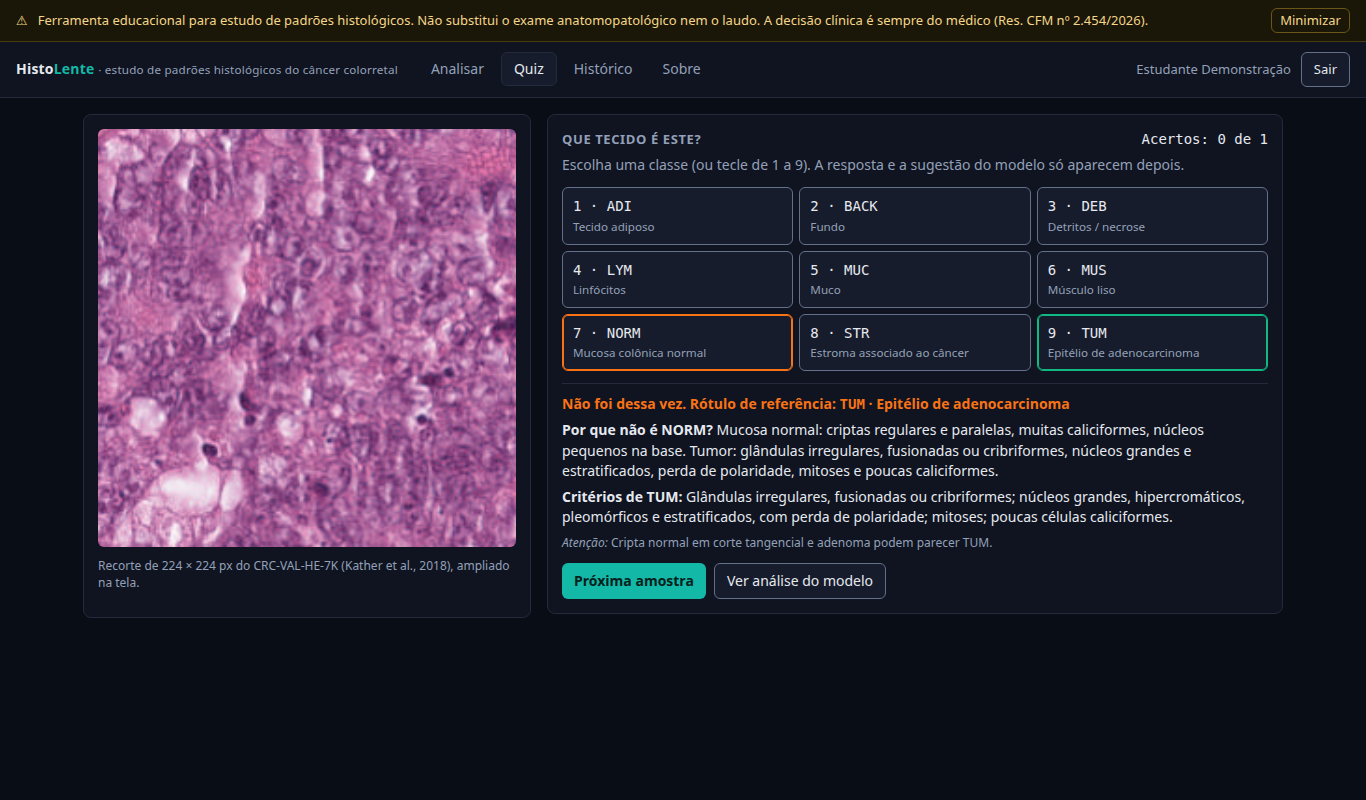 ⚠ Ferramenta educacional para estudo de padrões histológicos. Não substitui o exame anatomopatológico nem o laudo. A decisão clínica é sempre do médico (Res. CFM nº 2.454/2026).
Minimizar
HistoLente · estudo de padrões histológicos do câncer colorretal
Analisar
Quiz
Histórico
Sobre
Estudante Demonstração
Sair
Recorte de 224 × 224 px do CRC-VAL-HE-7K (Kather et al., 2018), ampliado
na tela.
QUE TECIDO É ESTE?
Acertos: 0 de 1
Escolha uma classe (ou tecle de 1 a 9). A resposta e a sugestão do modelo só aparecem depois.
1 · ADI
Tecido adiposo
2 · BACK
Fundo
3 · DEB
Detritos / necrose
4 · LYM
Linfócitos
5 · MUC
Muco
6 · MUS
Músculo liso
7 · NORM
Mucosa colônica normal
8 · STR
Estroma associado ao câncer
9 · TUM
Epitélio de adenocarcinoma
Não foi dessa vez. Rótulo de referência: TUM · Epitélio de adenocarcinoma
Por que não é NORM? Mucosa normal: criptas regulares e paralelas, muitas caliciformes, núcleos
pequenos na base. Tumor: glândulas irregulares, fusionadas ou cribriformes, núcleos grandes e
estratificados, perda de polaridade, mitoses e poucas caliciformes.
Critérios de TUM: Glândulas irregulares, fusionadas ou cribriformes; núcleos grandes, hipercromáticos,
pleomórficos e estratificados, com perda de polaridade; mitoses; poucas células caliciformes.
Atenção: Cripta normal em corte tangencial e adenoma podem parecer TUM.
Próxima amostra
Ver análise do modelo